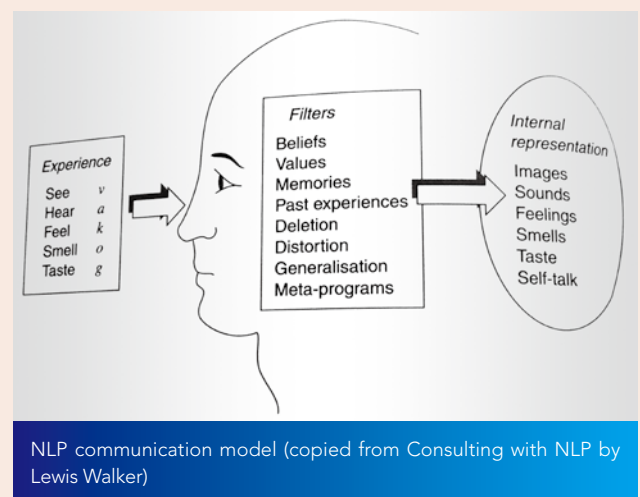 Experience
See v
Hear a
Feel k
Smell o
Taste g
Filters
Beliefs
Values
Memories
Past experiences
Deletion
Distortion
Generalisation
Meta-programs
Internal
representation
Images
Sounds
Feelings
Smells
Taste
Self-talk
NLP communication model (copied from Consulting with NLP by
Lewis Walker)